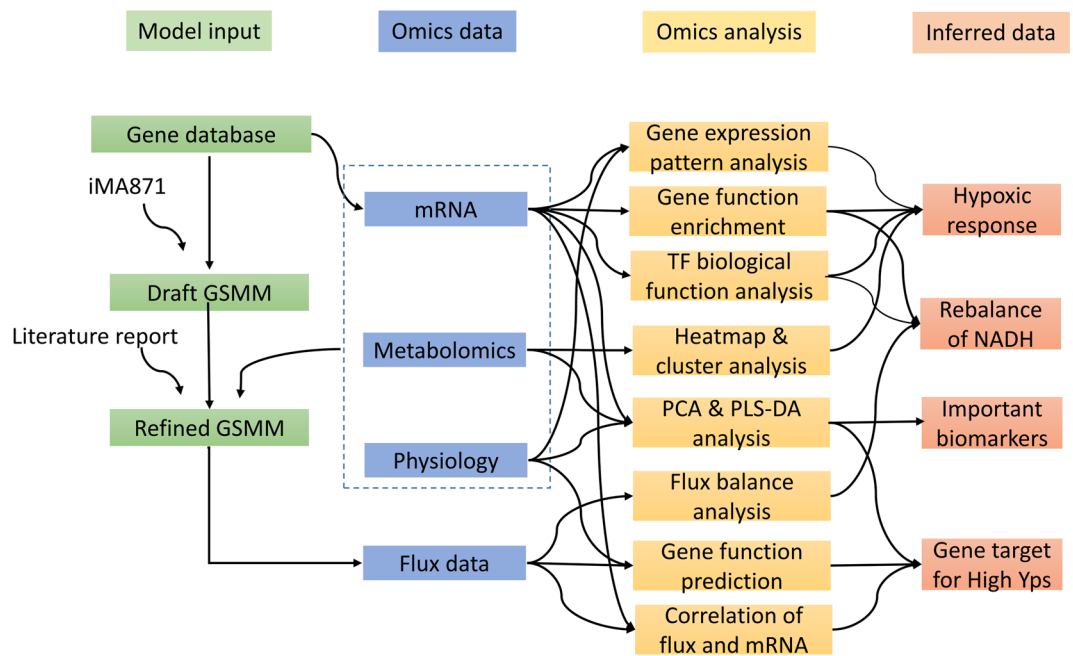 Model input
Omics data
Omics analysis
Inferred data
Gene database
iMA871
Draft GSMM
Literature report
Refined GSMM
mRNA
Metabolomics
Physiology
Flux data
Gene expression
pattern analysis
Gene function
enrichment
TF biological
function analysis
Heatmap &
cluster analysis
PCA & PLS-DA
analysis
Flux balance
analysis
Gene function
prediction
Correlation of
flux and mRNA
Hypoxic
response
Rebalance
of NADH
Important
biomarkers
Gene target
for High Yps